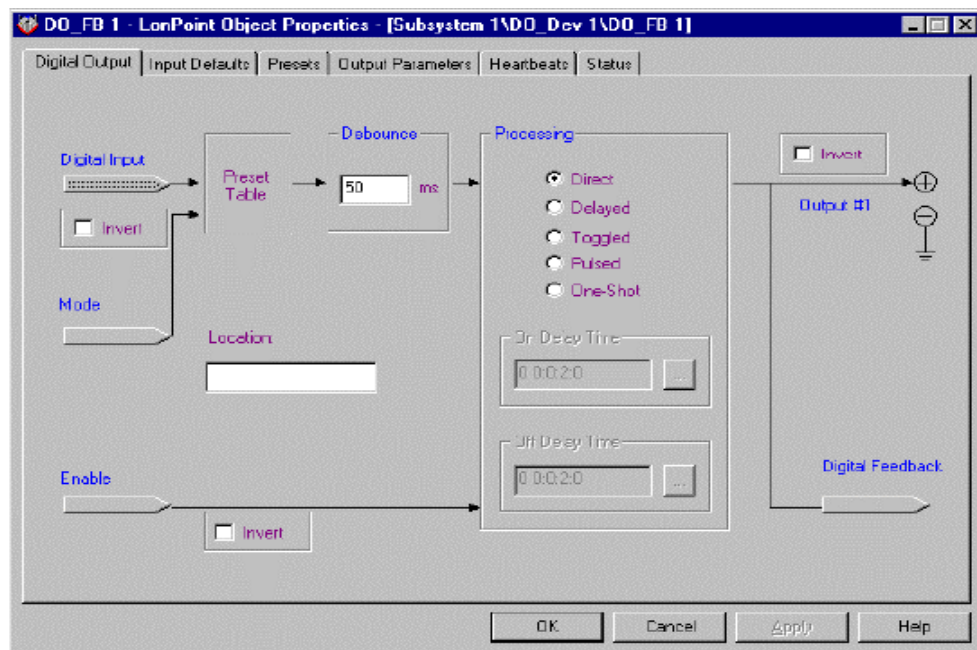 DO_FB 1 - LonPoint Object Properties - [Subsystem 1\DO_Dev 1\DO_FB 1]
Digital Output Input Defaults Presets Output Parameters Heartbeats Status
Digital Input
Invert
Mode
Preset
Table
Debounce
50 ms
Location:
Processing
Direct
Delayed
Toggled
Pulsed
One-Shot
On Delay Time
0 0:0:2:0 ...
Off Delay Time
0 0:0:2:0 ...
Invert
Output #1
Enable
Invert
Digital Feedback
OK Cancel Apply Help